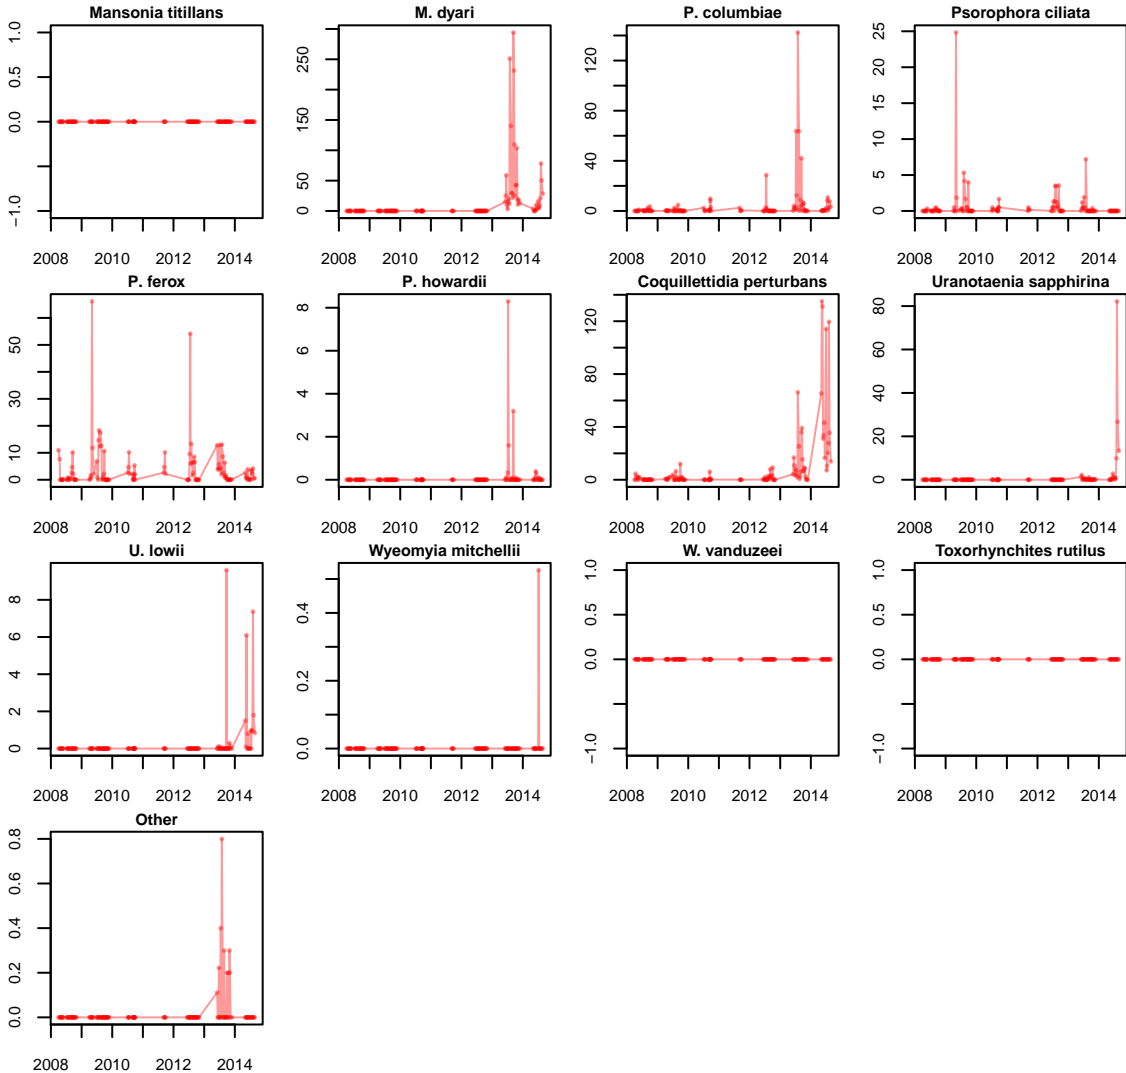 Mansonia titillans
M. dyari
P. columbiae
Psorophora ciliata
1.0
0.5
0.0
−1.0
250
150
50
0
120
80
40
0
25
20
15
10
5
0
2008 2010 2012 2014
2008 2010 2012 2014
2008 2010 2012 2014
2008 2010 2012 2014
P. ferox
P. howardii
Coquillettidia perturbans
Uranotaenia sapphirina
50
30
10
0
8
6
4
2
0
120
80
40
0
80
60
40
20
0
2008 2010 2012 2014
2008 2010 2012 2014
2008 2010 2012 2014
2008 2010 2012 2014
U. lowii
Wyeomyia mitchellii
W. vanduzeei
Toxorhynchites rutilus
8
6
4
2
0
0.4
0.2
0.0
1.0
0.5
0.0
−1.0
1.0
0.5
0.0
−1.0
2008 2010 2012 2014
2008 2010 2012 2014
2008 2010 2012 2014
2008 2010 2012 2014
Other
0.8
0.6
0.4
0.2
0.0
2008 2010 2012 2014